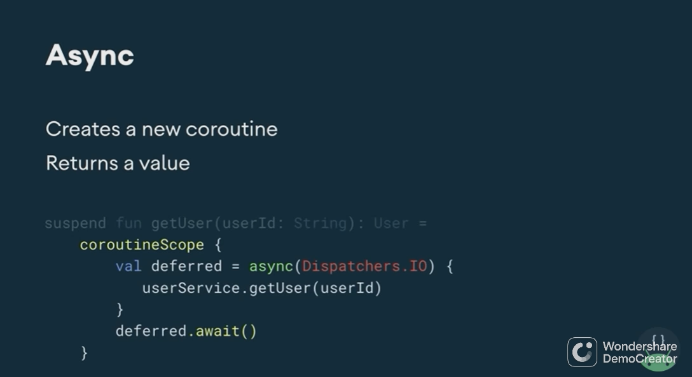 Async
Creates a new coroutine
Returns a value
suspend fun getUser(userId: String): User =
coroutineScope {
val deferred = async(Dispatchers.IO) {
userService.getUser(userId)
}
deferred.await()
}
{ }
Wondershare
DemoCreator